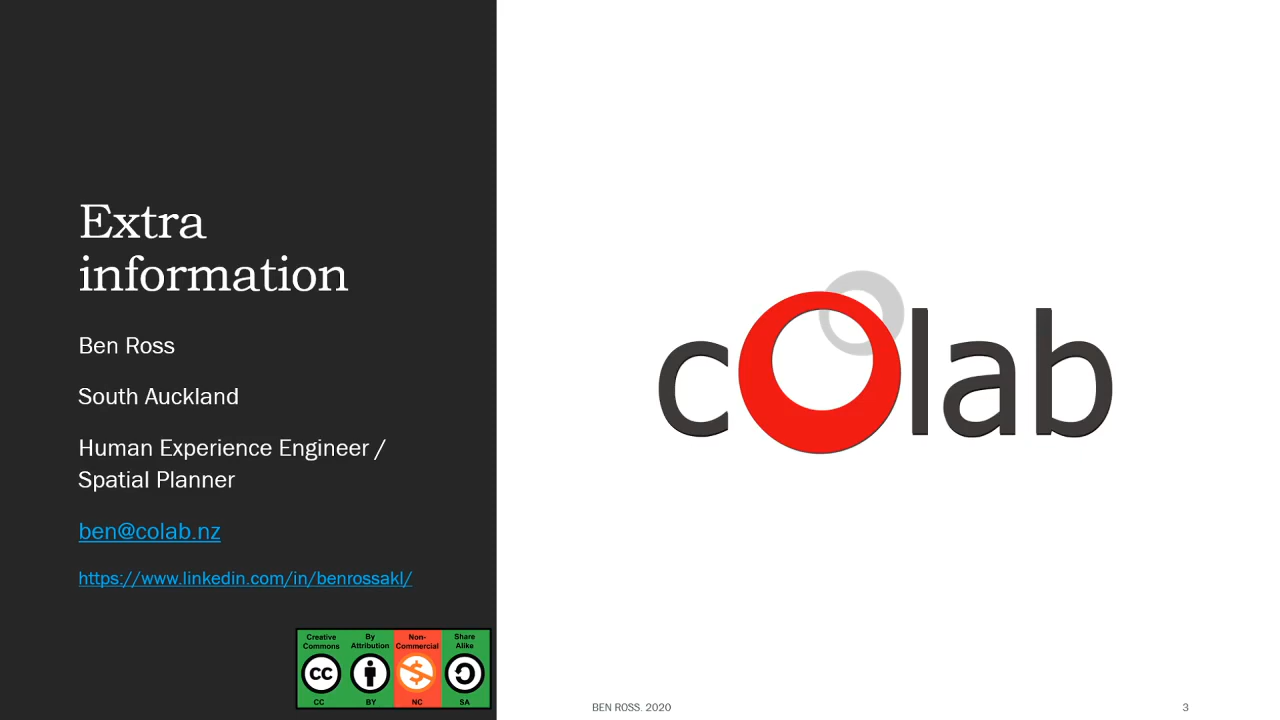 Extra
information
Ben Ross
South Auckland
Human Experience Engineer /
Spatial Planner
ben@colab.nz
https://www.linkedin.com/in/benrossakl/
Creative Commons
By Attribution
Non-Commercial
Share Alike
CC
BY
NC
SA
colab
BEN ROSS. 2020
3